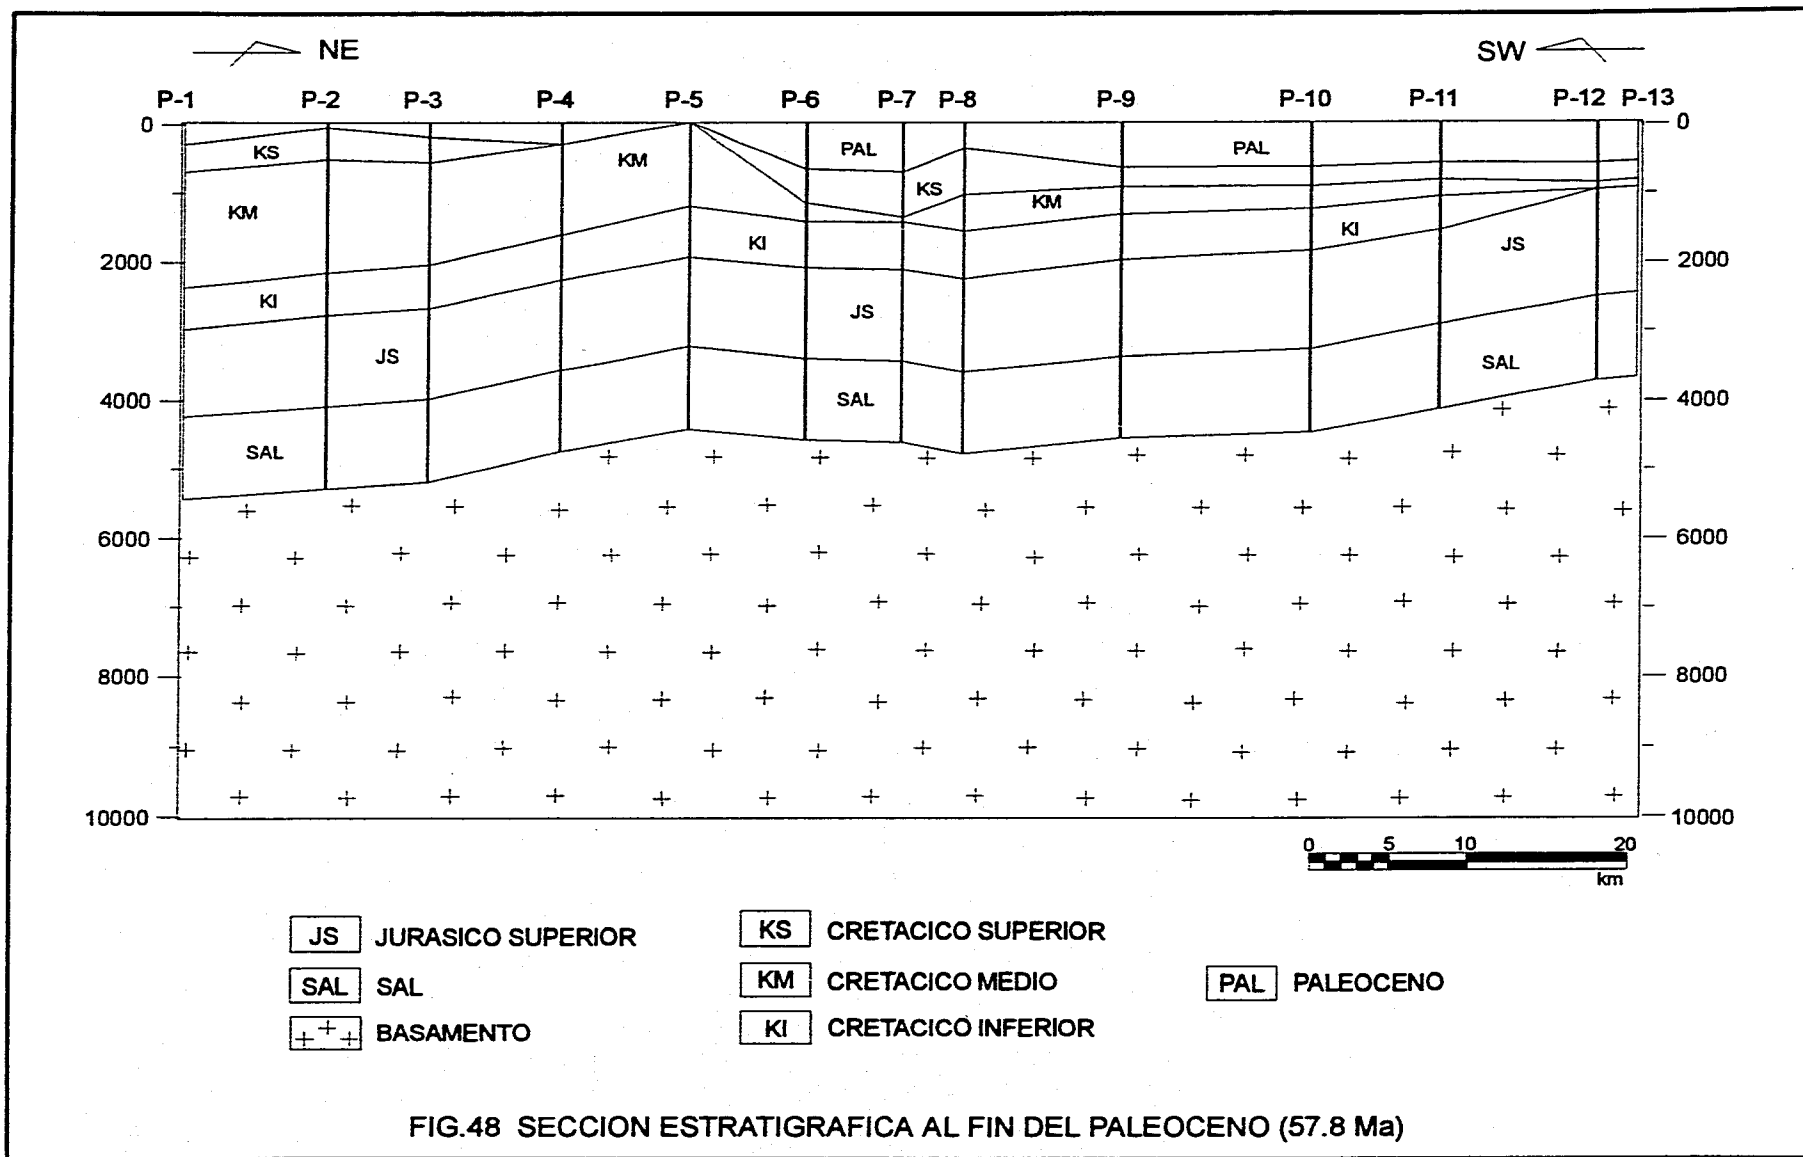 NE SW
P-1 P-2 P-3 P-4 P-5 P-6 P-7 P-8 P-9 P-10 P-11 P-12 P-13
0 0
PAL PAL
KS
KM
KS
KM
KM
KI
KI
JS
2000 2000
KI
JS
JS
SAL
4000 4000
SAL
SAL
6000 6000
8000 8000
10000 10000
0 5 10 20
km
JS JURASICO SUPERIOR
KS CRETACICO SUPERIOR
SAL SAL
KM CRETACICO MEDIO
PAL PALEOCENO
BASAMENTO
KI CRETACICO INFERIOR
FIG.48 SECCION ESTRATIGRAFICA AL FIN DEL PALEOCENO (57.8 Ma)